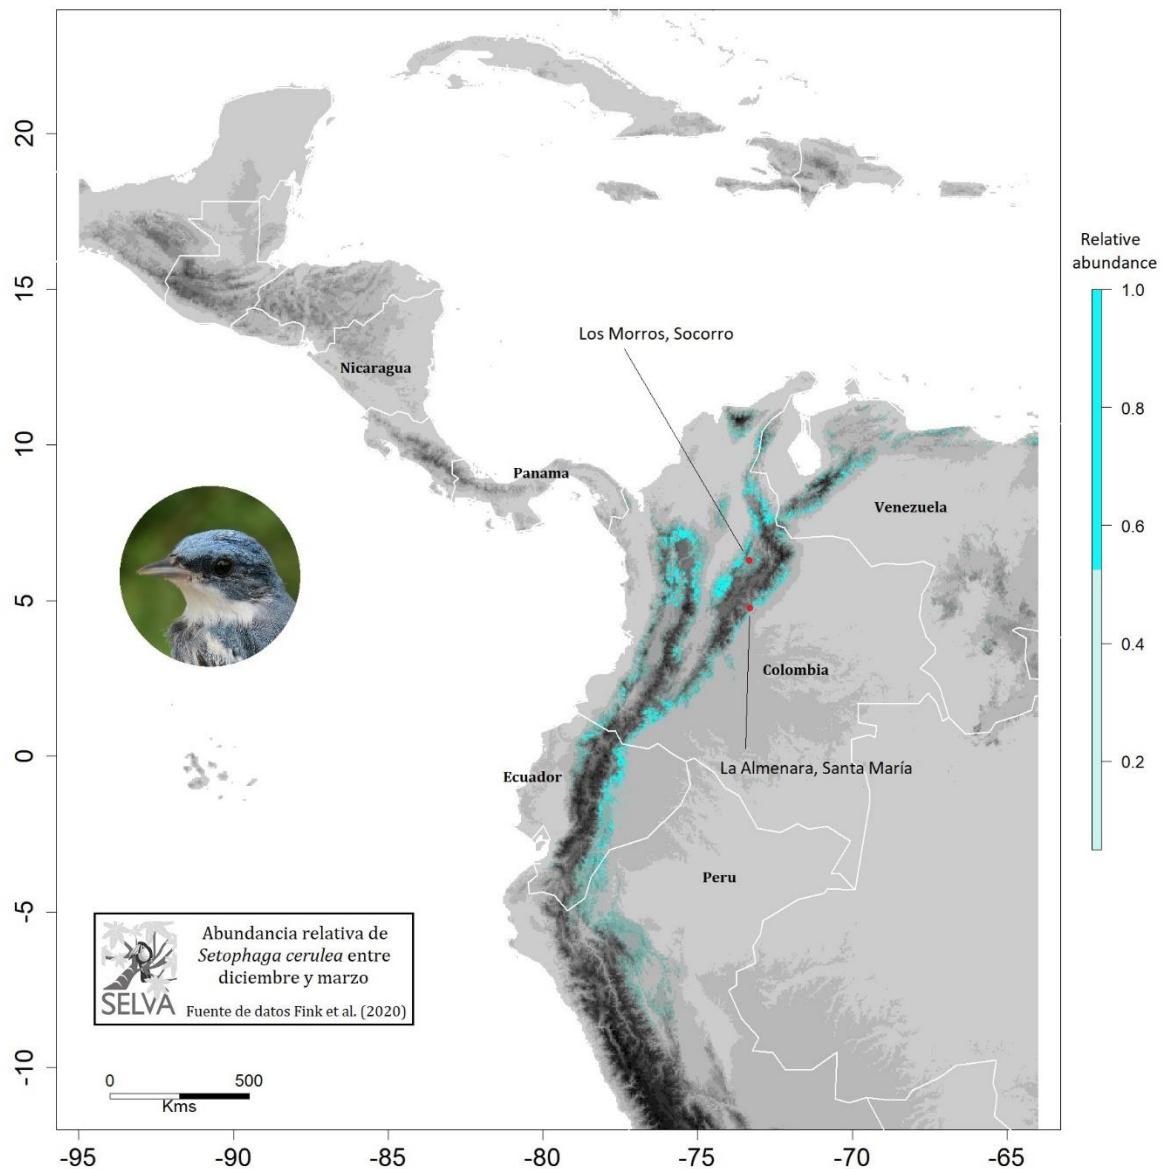 20
15
10
5
0
-5
-10
Relative
abundance
1.0
0.8
0.6
0.4
0.2
Los Morros, Socorro
Nicaragua
Panama
Venezuela
Colombia
La Almenara, Santa María
Ecuador
Peru
SELVA
Abundancia relativa de
Setophaga cerulea entre
diciembre y marzo
Fuente de datos Fink et al. (2020)
0 500
Kms
-95 -90 -85 -80 -75 -70 -65